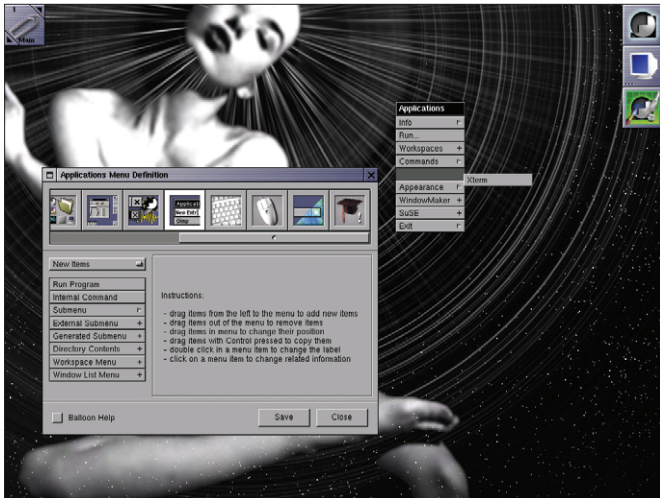 Main
Applications
Info
Run...
Workspaces
Commands
Xterm
Appearance
WindowMaker
SuSE
Exit
Applications Menu Definition
Applicati
New Entr
Gimp
New Items
Run Program
Internal Command
Submenu
External Submenu
Generated Submenu
Directory Contents
Workspace Menu
Window List Menu
Instructions:
- drag items from the left to the menu to add new items
- drag items out of the menu to remove items
- drag items in menu to change their position
- drag items with Control pressed to copy them
- double click in a menu item to change the label
- click on a menu item to change related information
Balloon Help
Save
Close